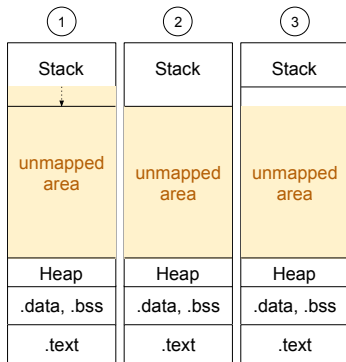 1
2
3
Stack
Stack
Stack
unmapped
area
unmapped
area
unmapped
area
Heap
Heap
Heap
.data, .bss
.data, .bss
.data, .bss
.text
.text
.text